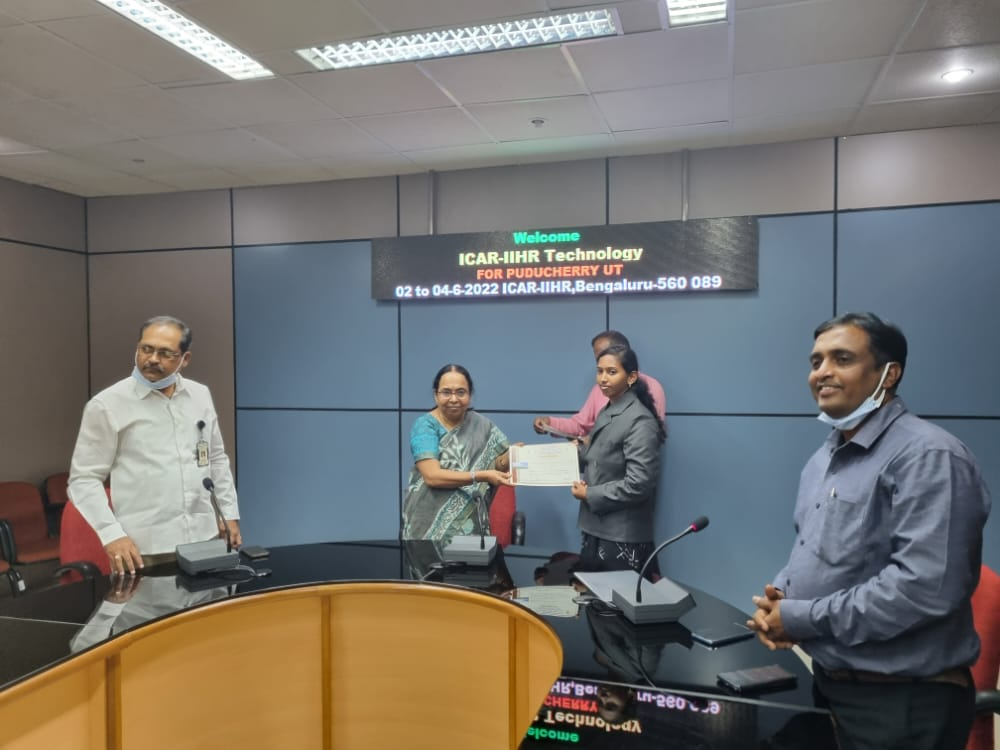 Welcome
ICAR-IIHR Technology
FOR PUDUCHERRY UT
02 to 04-6-2022 ICAR-IIHR,Bengaluru-560 089